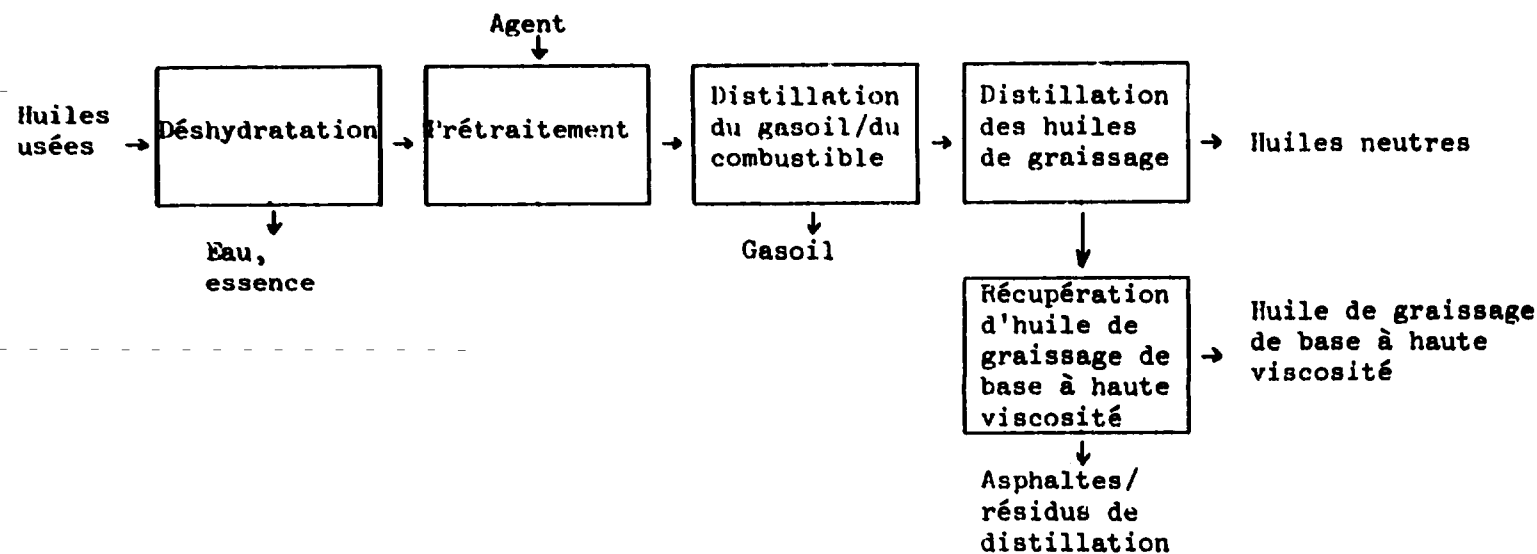 Agent
Huiles
usées
Déshydratation
Prétraitement
Distillation
du gasoil/du
combustible
Distillation
des huiles
de graissage
Huiles neutres
Eau,
essence
Gasoil
Récupération
d'huile de
graissage de
base à haute
viscosité
Huile de graissage
de base à haute
viscosité
Asphaltes/
résidus de
distillation